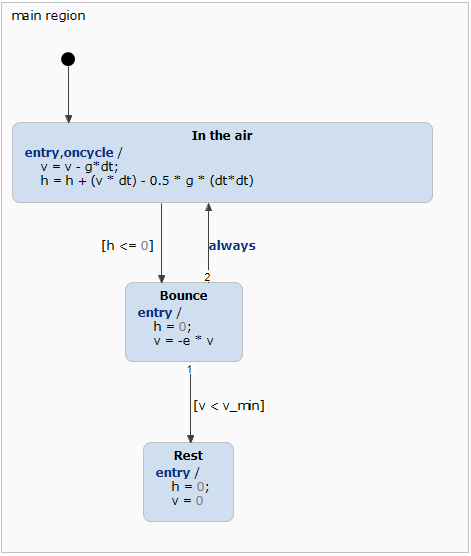 main region
In the air
entry,oncycle /
v = v - g*dt;
h = h + (v * dt) - 0.5 * g * (dt*dt)
[h <= 0]
always
2
Bounce
entry /
h = 0;
v = -e * v
1
[v < v_min]
Rest
entry /
h = 0;
v = 0